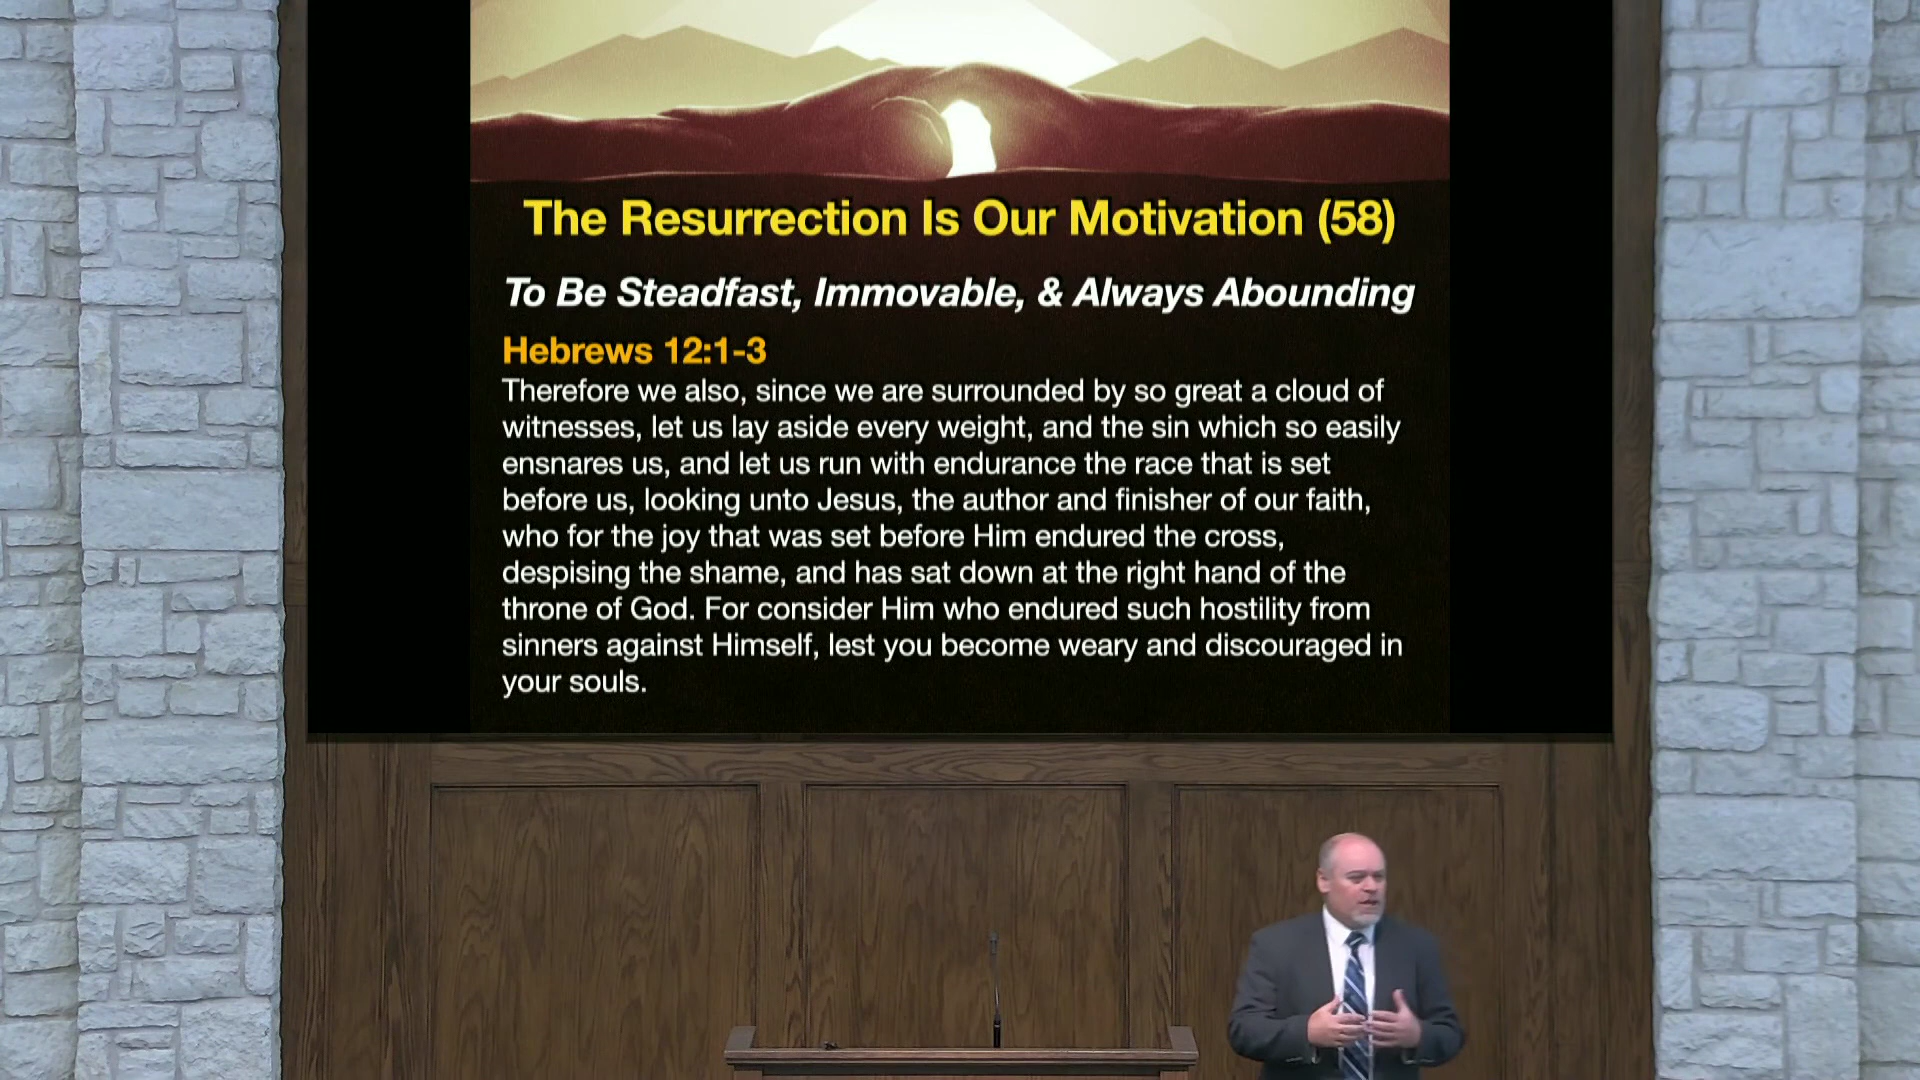 The Resurrection Is Our Motivation (58)
To Be Steadfast, Immovable, & Always Abounding
Hebrews 12:1-3
Therefore we also, since we are surrounded by so great a cloud of
witnesses, let us lay aside every weight, and the sin which so easily
ensnares us, and let us run with endurance the race that is set
before us, looking unto Jesus, the author and finisher of our faith,
who for the joy that was set before Him endured the cross,
despising the shame, and has sat down at the right hand of the
throne of God. For consider Him who endured such hostility from
sinners against Himself, lest you become weary and discouraged in
your souls.